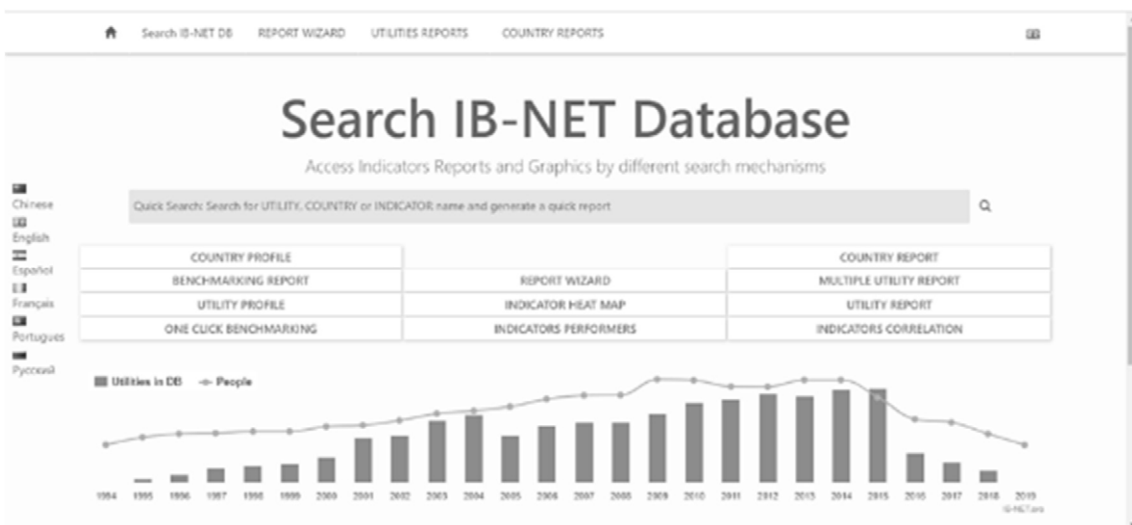 Search IB-NET DB REPORT WIZARD UTILITIES REPORTS COUNTRY REPORTS
Search IB-NET Database
Access Indicators Reports and Graphics by different search mechanisms
Quick Search: Search for UTILITY, COUNTRY or INDICATOR name and generate a quick report
Chinese
English
Español
Français
Portugues
Русский
COUNTRY PROFILE COUNTRY REPORT
BENCHMARKING REPORT REPORT WIZARD MULTIPLE UTILITY REPORT
UTILITY PROFILE INDICATOR HEAT MAP UTILITY REPORT
ONE CLICK BENCHMARKING INDICATORS PERFORMERS INDICATORS CORRELATION
Utilities in DB People
1994 1995 1996 1997 1998 1999 2000 2001 2002 2003 2004 2005 2006 2007 2008 2009 2010 2011 2012 2013 2014 2015 2016 2017 2018 2019
IB-NET.org